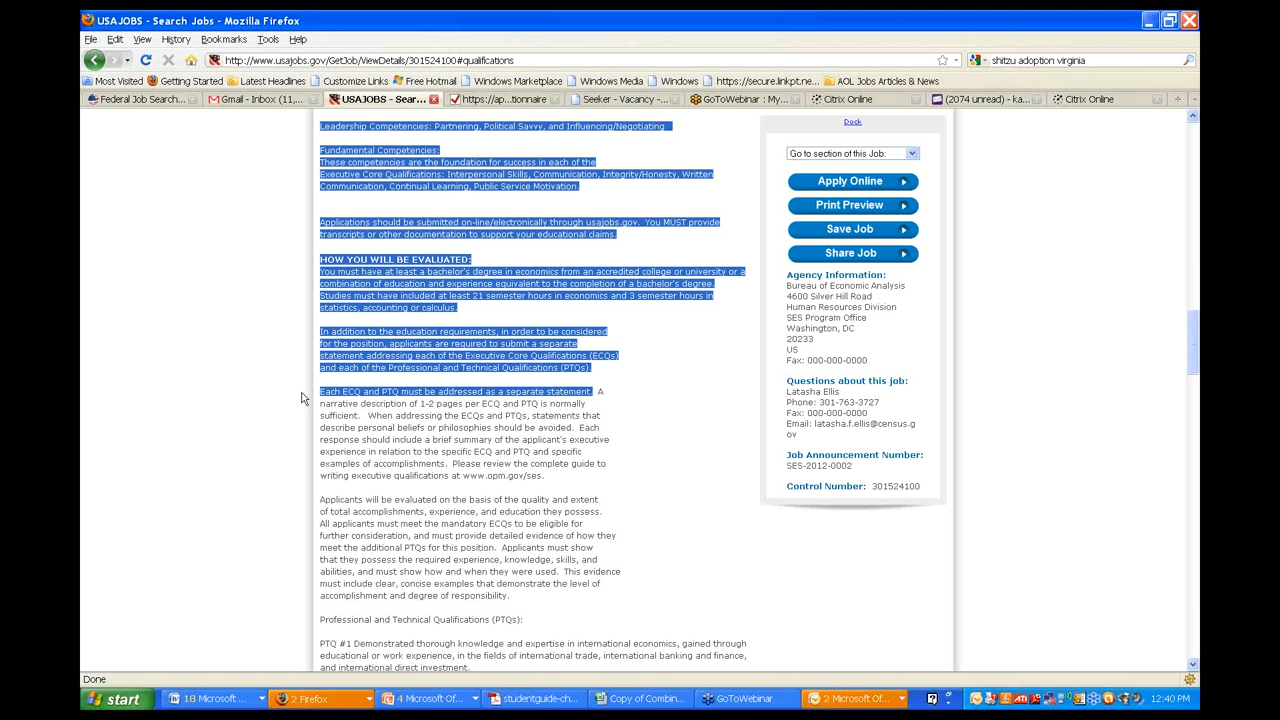 USAJOBS - Search Jobs - Mozilla Firefox
File Edit View History Bookmarks Tools Help
http://www.usajobs.gov/GetJob/ViewDetails/301524100#qualifications
shitzu adoption virginia
Most Visited Getting Started Latest Headlines Customize Links Free Hotmail Windows Marketplace Windows Media Windows https://secure.linksnc.net... AOL Jobs Articles & News
Federal Job Search... Gmail - Inbox (11,... USAJOBS - Sear... https://ap...tionnaire Seeker - Vacancy -... GoToWebinar : My... Citrix Online (2074 unread) - ka... Citrix Online
Leadership Competencies: Partnering, Political Savvy, and Influencing/Negotiating
Fundamental Competencies:
These competencies are the foundation for success in each of the
Executive Core Qualifications: Interpersonal Skills, Communication, Integrity/Honesty, Written
Communication, Continual Learning, Public Service Motivation.
Applications should be submitted on-line/electronically through usajobs.gov. You MUST provide
transcripts or other documentation to support your educational claims.
HOW YOU WILL BE EVALUATED:
You must have at least a bachelor's degree in economics from an accredited college or university or a
combination of education and experience equivalent to the completion of a bachelor's degree.
Studies must have included at least 21 semester hours in economics and 3 semester hours in
statistics, accounting or calculus.
In addition to the education requirements, in order to be considered
for the position, applicants are required to submit a separate
statement addressing each of the Executive Core Qualifications (ECQs)
and each of the Professional and Technical Qualifications (PTQs).
Each ECQ and PTQ must be addressed as a separate statement. A
narrative description of 1-2 pages per ECQ and PTQ is normally
sufficient. When addressing the ECQs and PTQs, statements that
describe personal beliefs or philosophies should be avoided. Each
response should include a brief summary of the applicant's executive
experience in relation to the specific ECQ and PTQ and specific
examples of accomplishments. Please review the complete guide to
writing executive qualifications at www.opm.gov/ses.
Applicants will be evaluated on the basis of the quality and extent
of total accomplishments, experience, and education they possess.
All applicants must meet the mandatory ECQs to be eligible for
further consideration, and must provide detailed evidence of how they
meet the additional PTQs for this position. Applicants must show
that they possess the required experience, knowledge, skills, and
abilities, and must show how and when they were used. This evidence
must include clear, concise examples that demonstrate the level of
accomplishment and degree of responsibility.
Professional and Technical Qualifications (PTQs):
PTQ #1 Demonstrated thorough knowledge and expertise in international economics, gained through
educational or work experience, in the fields of international trade, international banking and finance,
and international direct investment.
Dock
Go to section of this Job:
Apply Online
Print Preview
Save Job
Share Job
Agency Information:
Bureau of Economic Analysis
4600 Silver Hill Road
Human Resources Division
SES Program Office
Washington, DC
20233
US
Fax: 000-000-0000
Questions about this job:
Latasha Ellis
Phone: 301-763-3727
Fax: 000-000-0000
Email: latasha.f.ellis@census.g
ov
Job Announcement Number:
SES-2012-0002
Control Number: 301524100
Done
start 18 Microsoft ... 2 Firefox 4 Microsoft Of... studentguide-ch... Copy of Combin... GoToWebinar 2 Microsoft Of... 12:40 PM